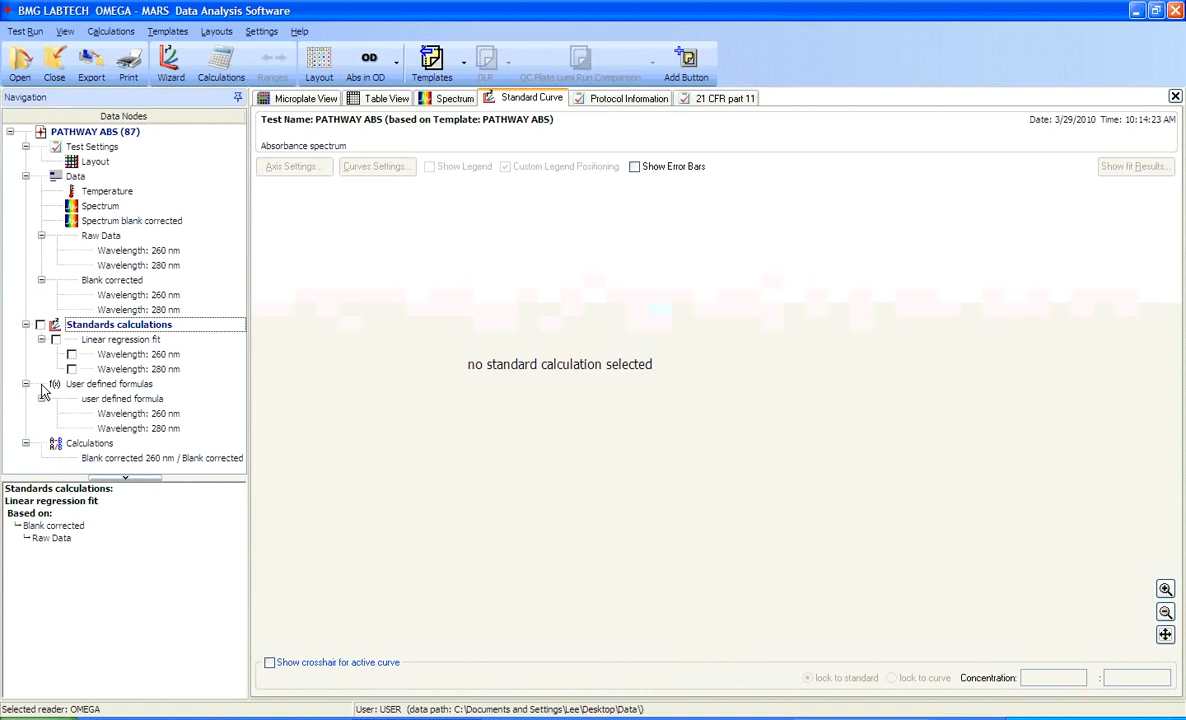 BMG LABTECH OMEGA - MARS Data Analysis Software
Test Run View Calculations Templates Layouts Settings Help
Open Close Export Print Wizard Calculations Ranges Layout OD Abs in OD Templates DLR QC Plate Lumi Run Comparison Add Button
Navigation
Microplate View Table View Spectrum Standard Curve Protocol Information 21 CFR part 11
Data Nodes
PATHWAY ABS (87)
Test Settings
Layout
Data
Temperature
Spectrum
Spectrum blank corrected
Raw Data
Wavelength: 260 nm
Wavelength: 280 nm
Blank corrected
Wavelength: 260 nm
Wavelength: 280 nm
Standards calculations
Linear regression fit
Wavelength: 260 nm
Wavelength: 280 nm
f(x) User defined formulas
user defined formula
Wavelength: 260 nm
Wavelength: 280 nm
Calculations
Blank corrected 260 nm / Blank corrected
Standards calculations:
Linear regression fit
Based on:
Blank corrected
Raw Data
Test Name: PATHWAY ABS (based on Template: PATHWAY ABS)
Date: 3/29/2010 Time: 10:14:23 AM
Absorbance spectrum
Axis Settings... Curves Settings... Show Legend Custom Legend Positioning Show Error Bars Show fit Results...
no standard calculation selected
Show crosshair for active curve
lock to standard lock to curve Concentration: :
Selected reader: OMEGA
User: USER (data path: C:\Documents and Settings\Lee\Desktop\Data\)